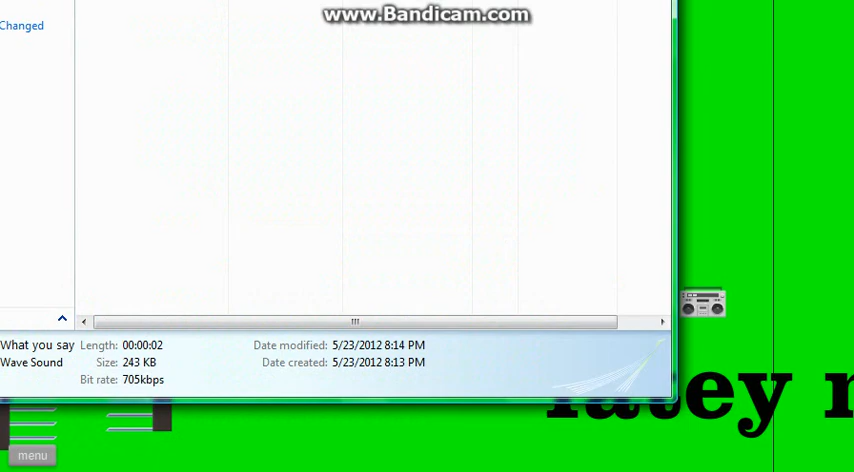 www.Bandicam.com
Changed
What you say Length: 00:00:02 Date modified: 5/23/2012 8:14 PM
Wave Sound Size: 243 KB Date created: 5/23/2012 8:13 PM
Bit rate: 705kbps
menu